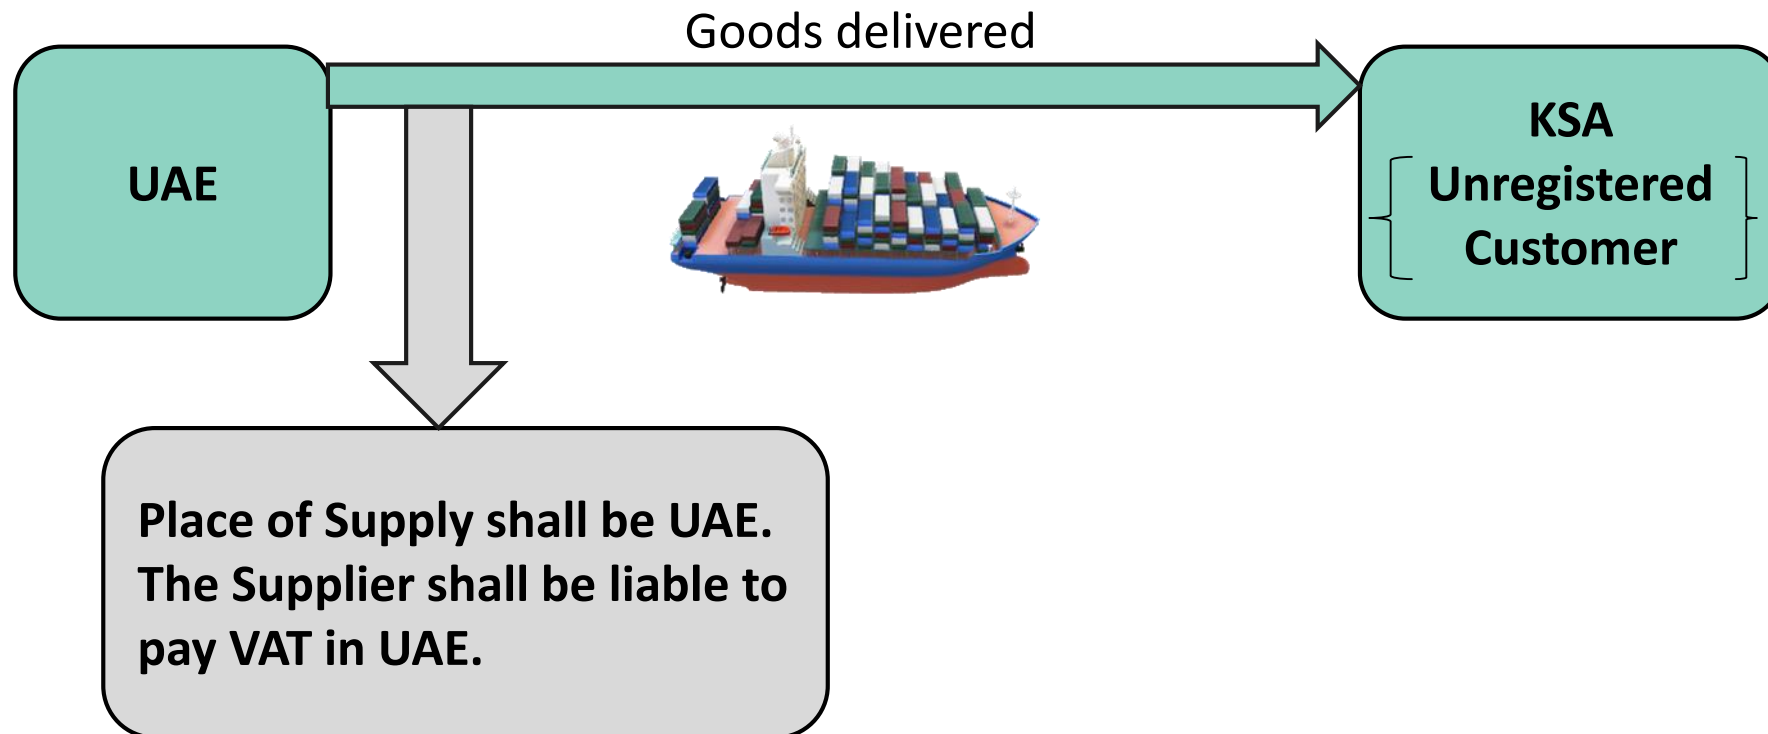 Goods delivered
UAE
KSA
Unregistered
Customer
Place of Supply shall be UAE.
The Supplier shall be liable to
pay VAT in UAE.